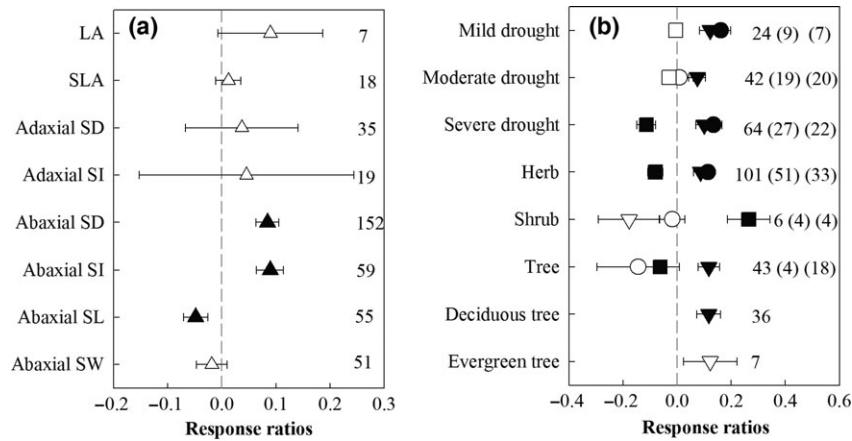 (a)
LA 7
SLA 18
Adaxial SD 35
Adaxial SI 19
Abaxial SD 152
Abaxial SI 59
Abaxial SL 55
Abaxial SW 51
−0.2 −0.1 0.0 0.1 0.2 0.3
Response ratios
(b)
Mild drought 24 (9) (7)
Moderate drought 42 (19) (20)
Severe drought 64 (27) (22)
Herb 101 (51) (33)
Shrub 6 (4) (4)
Tree 43 (4) (18)
Deciduous tree 36
Evergreen tree 7
−0.4 −0.2 0.0 0.2 0.4 0.6
Response ratios